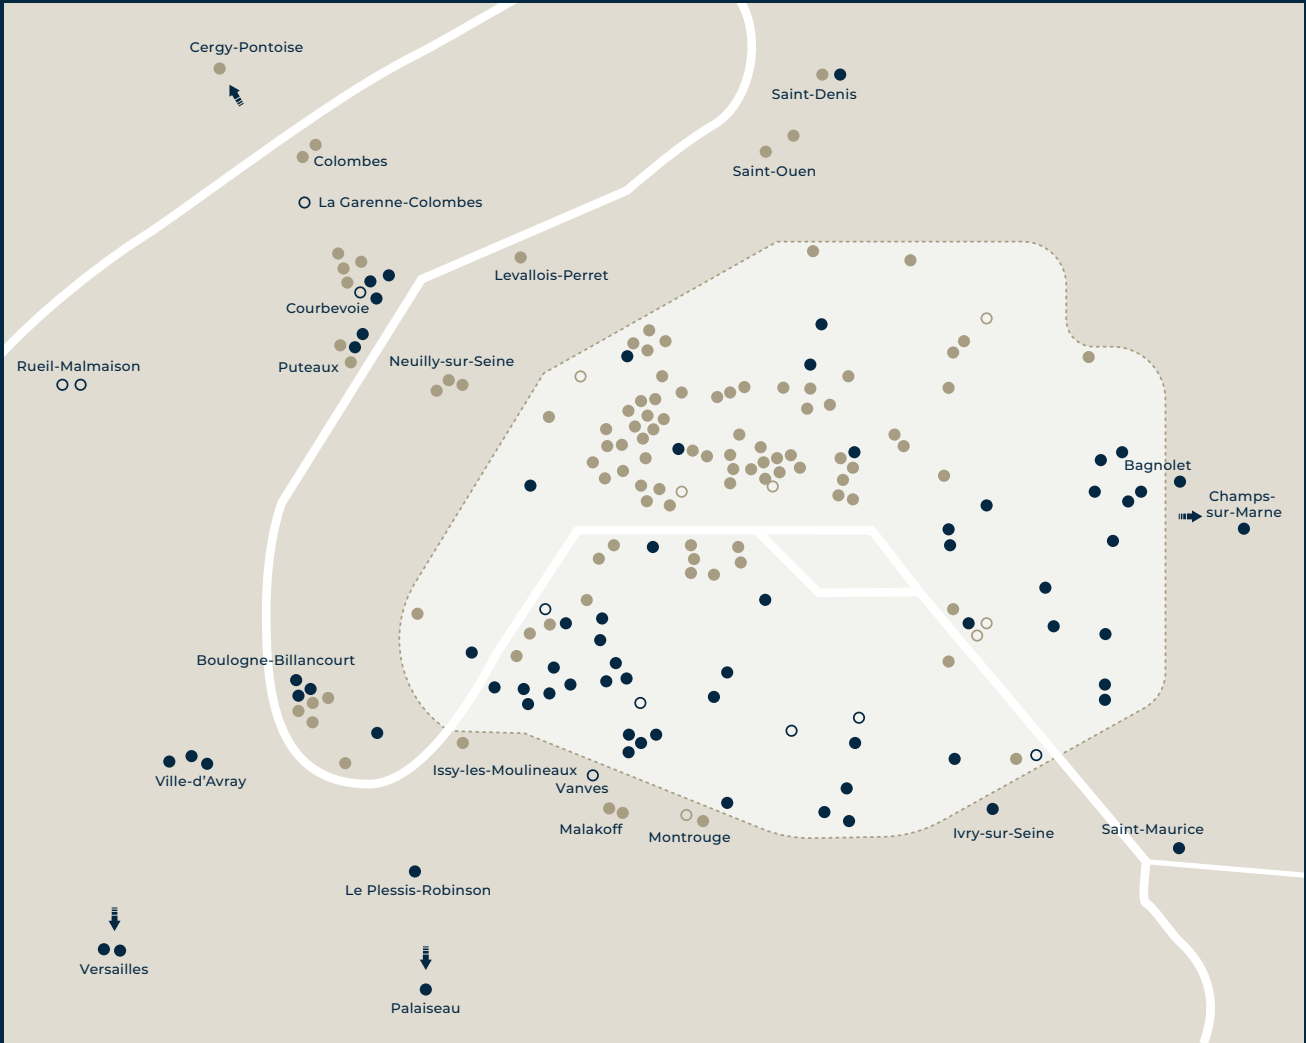 Cergy-Pontoise
Saint-Denis
Colombes
Saint-Ouen
La Garenne-Colombes
Levallois-Perret
Courbevoie
Neuilly-sur-Seine
Rueil-Malmaison
Puteaux
Bagnolet
Champs-
sur-Marne
Boulogne-Billancourt
Issy-les-Moulineaux
Ville-d'Avray
Vanves
Malakoff
Montrouge
Ivry-sur-Seine
Saint-Maurice
Le Plessis-Robinson
Versailles
Palaiseau